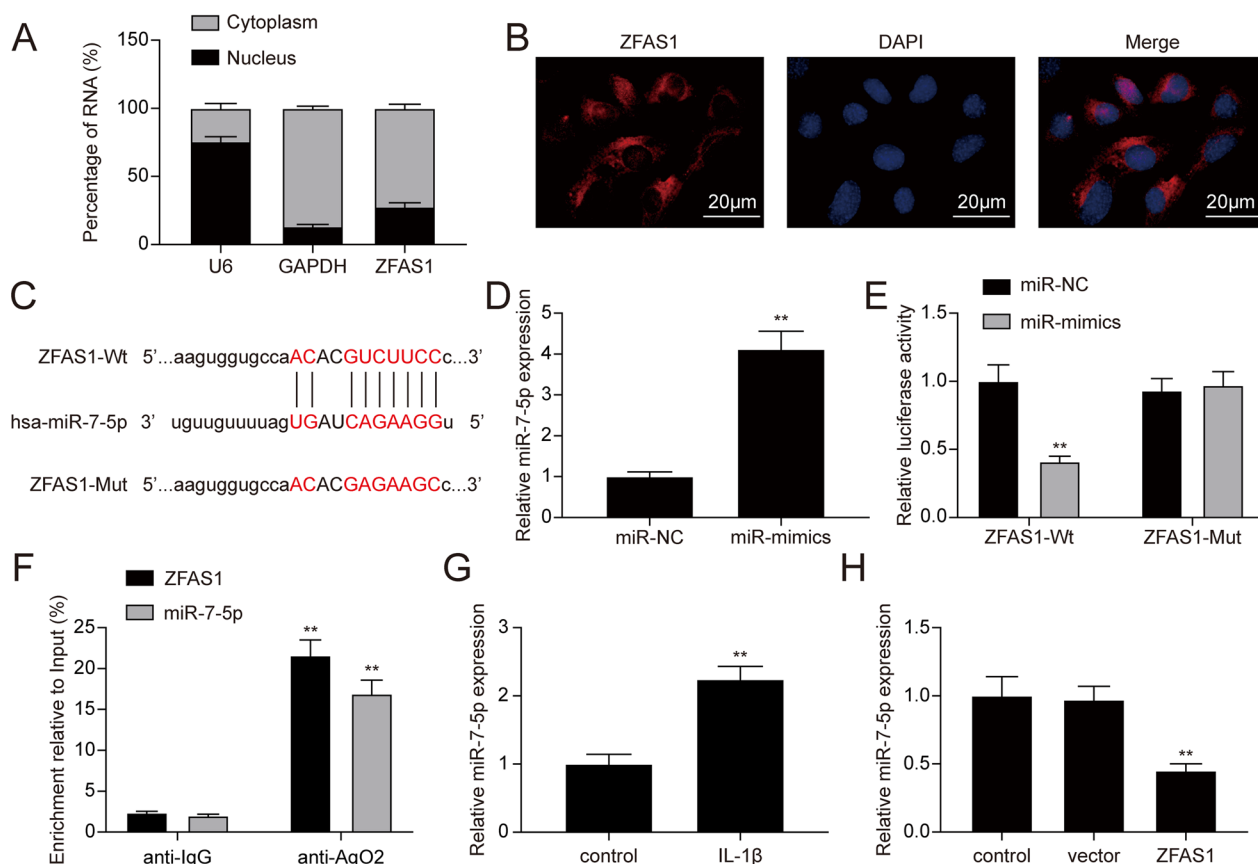 A
Cytoplasm
Nucleus
Percentage of RNA (%)
150
100
50
0
U6 GAPDH ZFAS1
B
ZFAS1 DAPI Merge
20μm 20μm 20μm
C
ZFAS1-Wt 5’...aaguggugccaACACGUCUUCCc...3’
hsa-miR-7-5p 3’ uguuguuuuagUGAUCAGAAGGu 5’
ZFAS1-Mut 5’...aaguggugccaACACGAGAAGCc...3’
D
Relative miR-7-5p expression
5
4
3
2
1
0
**
miR-NC miR-mimics
E
miR-NC
miR-mimics
Relative luciferase activity
1.5
1.0
0.5
0.0
**
ZFAS1-Wt ZFAS1-Mut
F
ZFAS1
miR-7-5p
Enrichment relative to Input (%)
25
20
15
10
5
0
**
**
anti-IgG anti-AgO2
G
Relative miR-7-5p expression
3
2
1
0
**
control IL-1β
H
Relative miR-7-5p expression
1.5
1.0
0.5
0.0
**
control vector ZFAS1